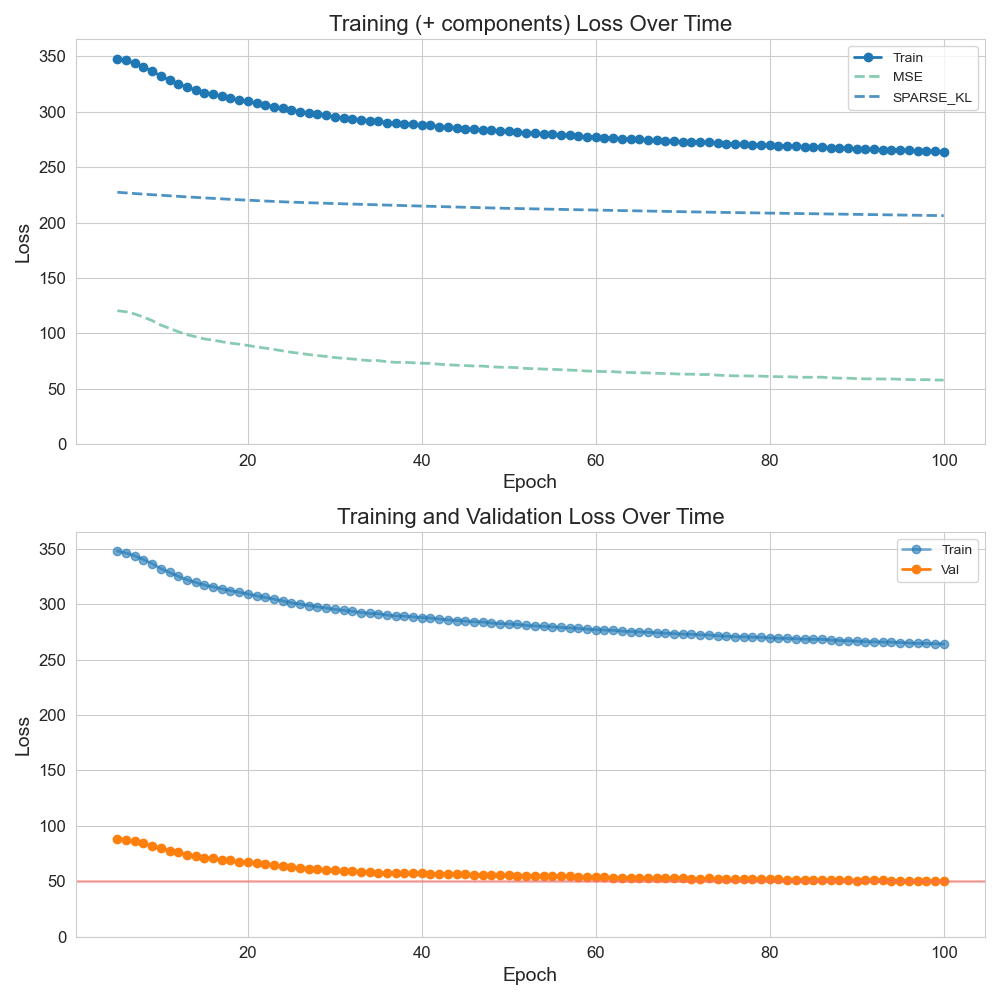 Training (+ components) Loss Over Time
350
300
250
200
150
100
50
0
Loss
20
40
60
80
100
Epoch
Train
MSE
SPARSE_KL
Training and Validation Loss Over Time
350
300
250
200
150
100
50
0
Loss
20
40
60
80
100
Epoch
Train
Val